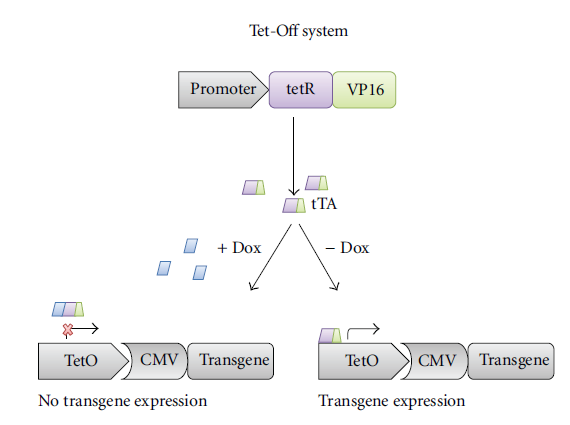 Tet-Off system
Promoter tetR VP16
tTA
+ Dox − Dox
TetO CMV Transgene TetO CMV Transgene
No transgene expression Transgene expression